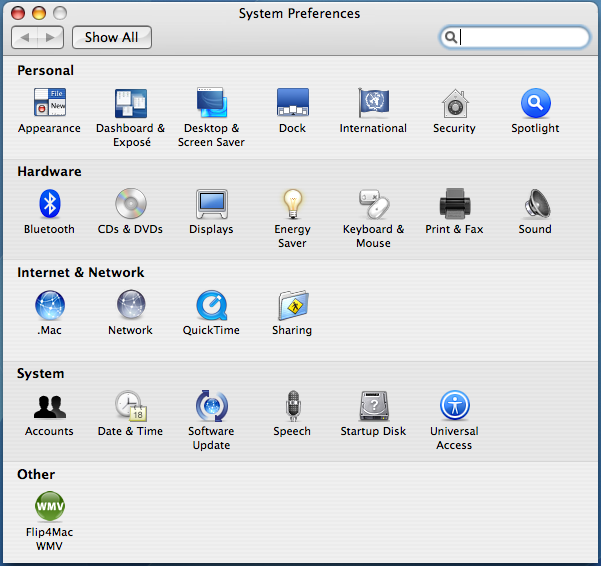 System Preferences
Show All
Personal
File
New
Appearance
Dashboard &
Exposé
Desktop &
Screen Saver
Dock
International
Security
Spotlight
Hardware
Bluetooth
CDs & DVDs
Displays
Energy
Saver
Keyboard &
Mouse
Print & Fax
Sound
Internet & Network
.Mac
Network
QuickTime
Sharing
System
18
?
Accounts
Date & Time
Software
Update
Speech
Startup Disk
Universal
Access
Other
WMV
Flip4Mac
WMV